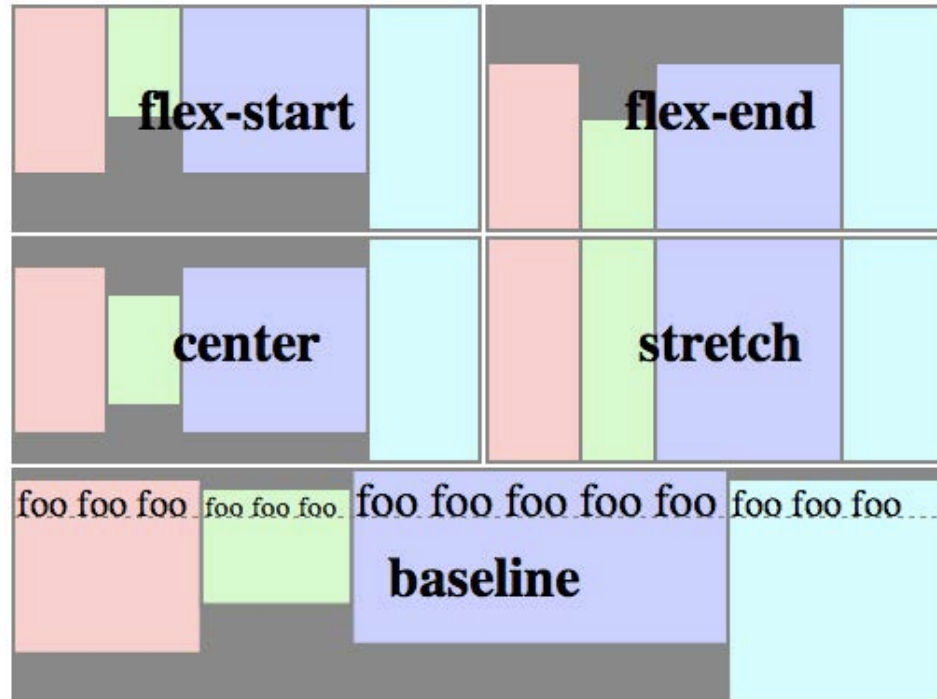 flex-start
flex-end
center
stretch
foo foo foo
foo foo foo
foo foo foo foo foo
foo foo foo
baseline